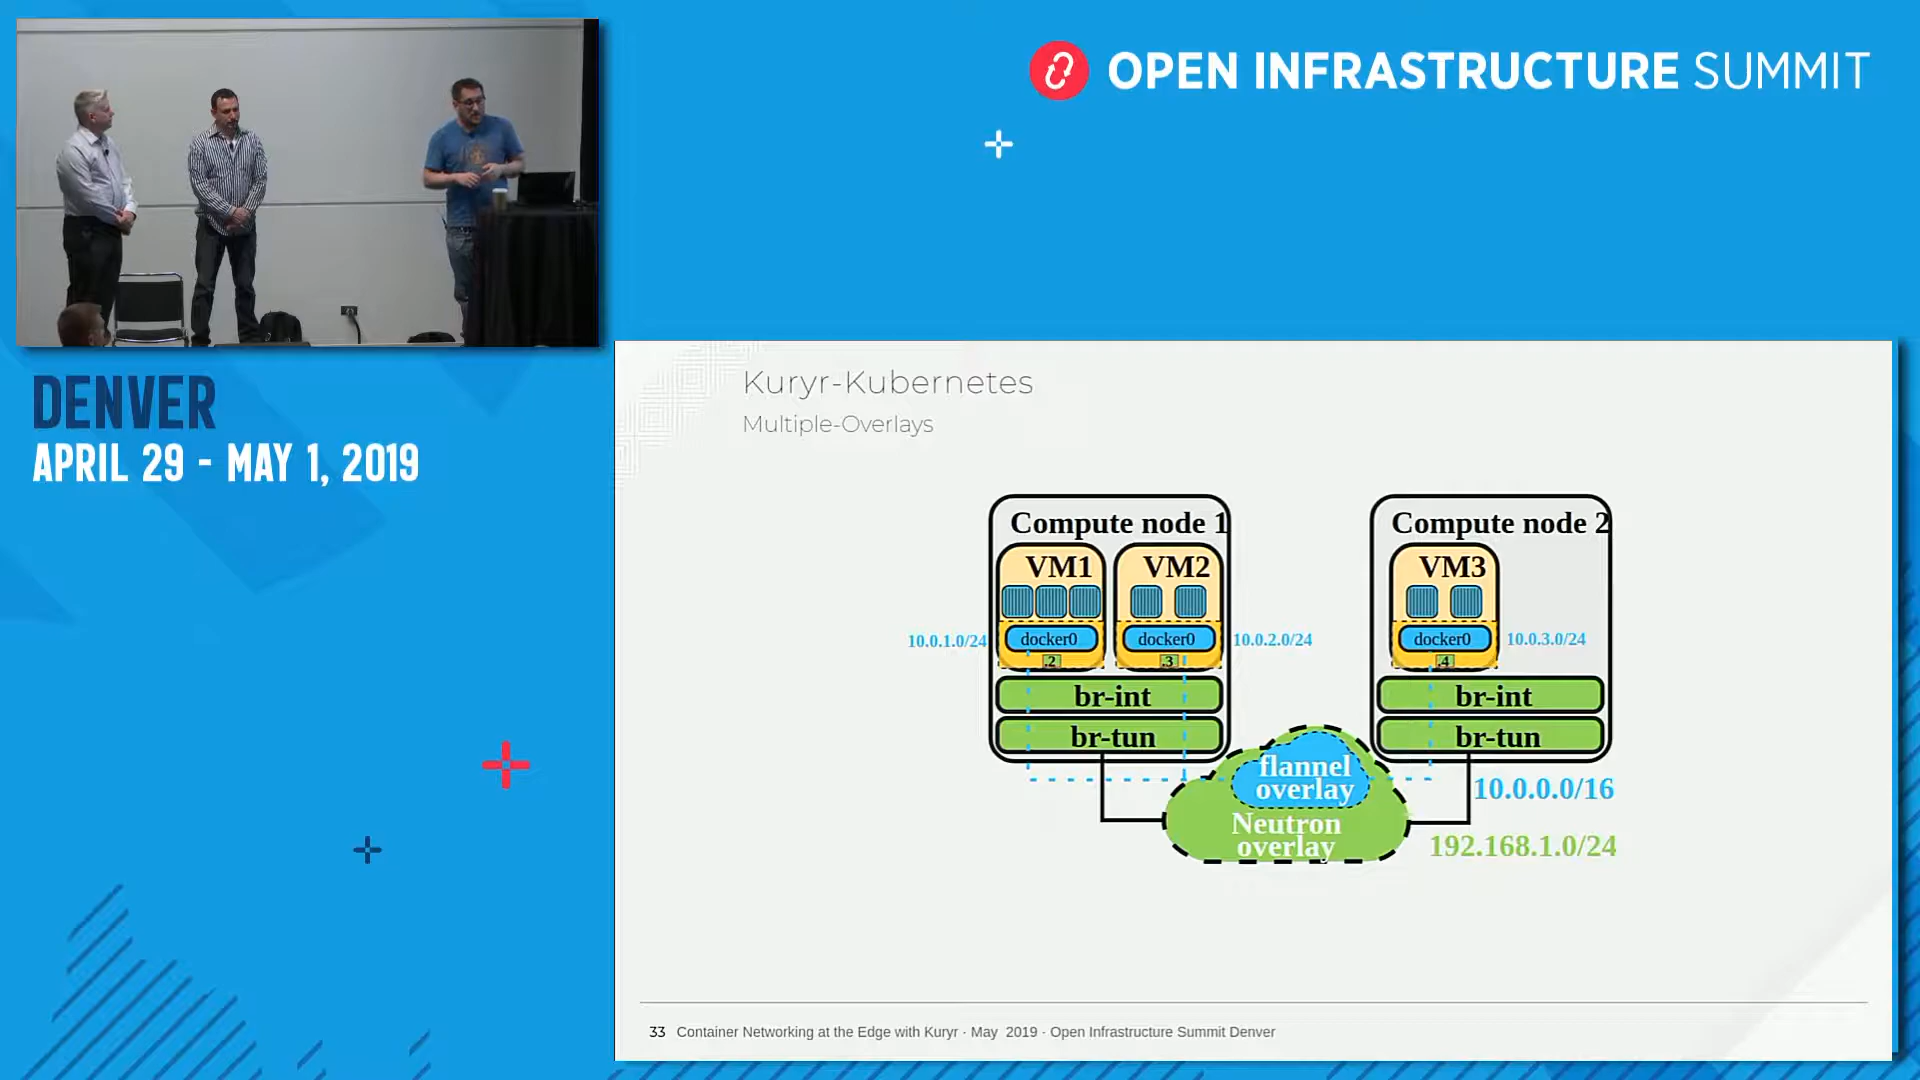 OPEN INFRASTRUCTURE SUMMIT
DENVER
APRIL 29 - MAY 1, 2019
Kuryr-Kubernetes
Multiple-Overlays
Compute node 1
Compute node 2
VM1
VM2
VM3
10.0.1.0/24
docker0
docker0
10.0.2.0/24
docker0
10.0.3.0/24
.2
.3
.4
br-int
br-int
br-tun
br-tun
flannel
overlay
10.0.0.0/16
Neutron
overlay
192.168.1.0/24
33 Container Networking at the Edge with Kuryr · May 2019 · Open Infrastructure Summit Denver